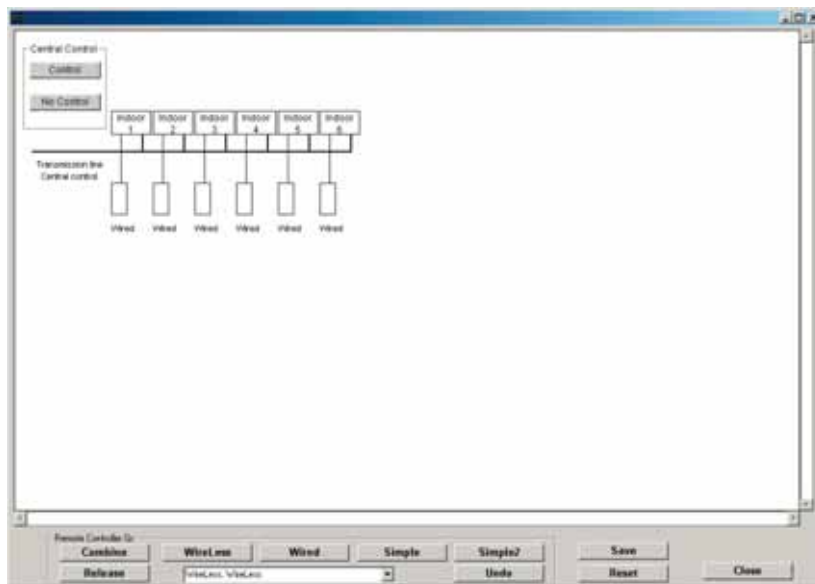 Central Control
Control
No Control
Indoor 1 Indoor 2 Indoor 3 Indoor 4 Indoor 5 Indoor 6
Transmission line
Central control
Wired Wired Wired Wired Wired Wired
Remote Controller Gr.
Combine WireLess Wired Simple Simple2 Save
Release WireLess, WireLess Undo Reset Close